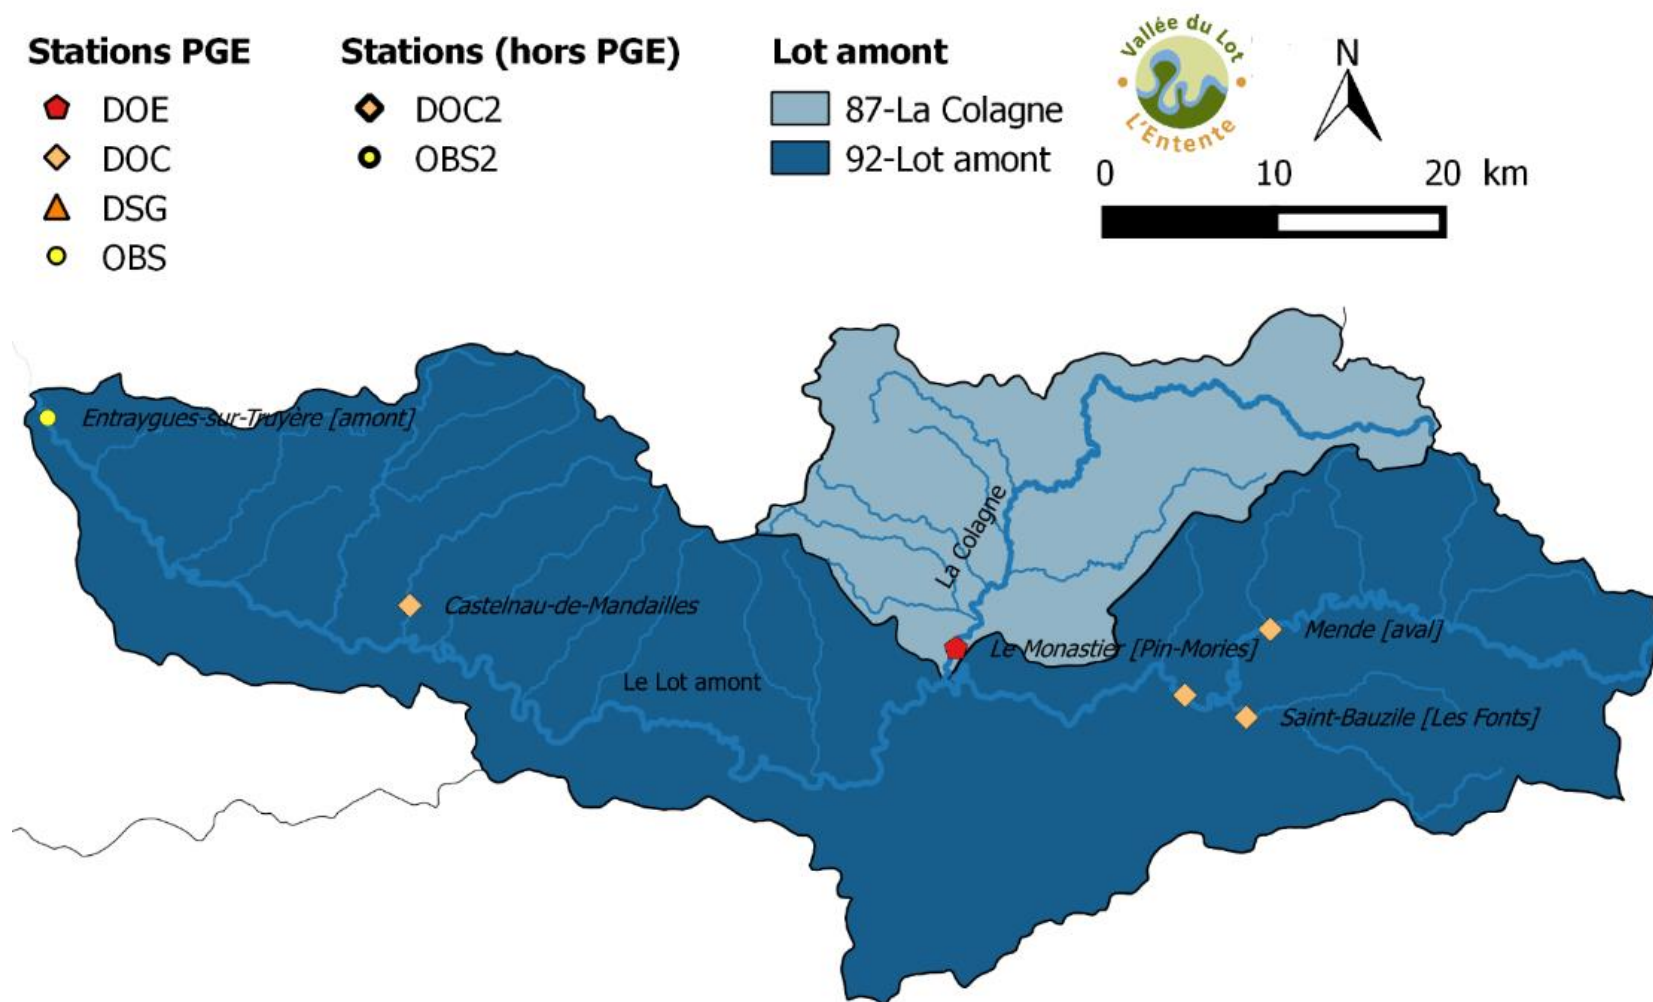 Stations PGE
DOE
DOC
DSG
OBS
Stations (hors PGE)
DOC2
OBS2
Lot amont
87-La Colagne
92-Lot amont
Vallée du Lot
L'Entente
N
0 10 20 km
Entraygues-sur-Truyère [amont]
La Colagne
Castelnau-de-Mandailles
Mende [aval]
Le Monastier [Pin-Mories]
Le Lot amont
Saint-Bauzile [Les Fonts]